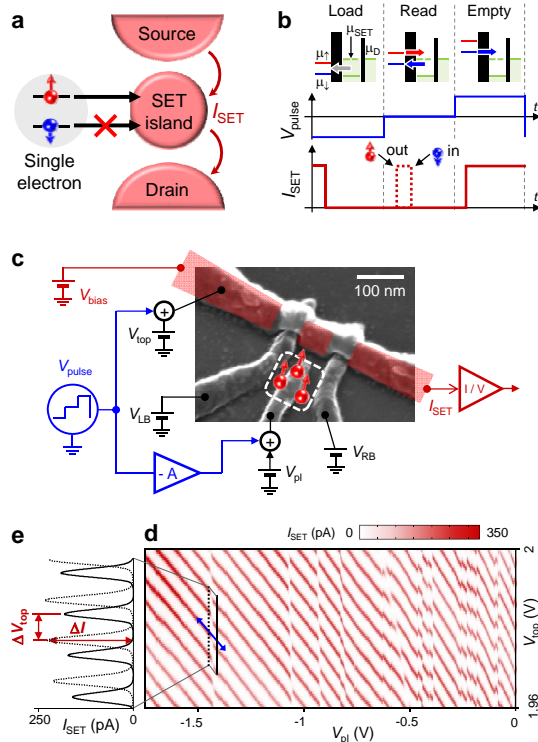 a
Source
SET
island
I_SET
Single
electron
Drain
b
Load Read Empty
μ_SET
μ↑ μ_D
μ↓
V_pulse
t
out in
I_SET
t
c
V_bias
100 nm
+
V_top
V_pulse
V_LB
I_SET
I / V
+
V_RB
- A
V_pl
e
d
I_SET (pA) 0 350
2
ΔV_top
ΔI
V_top (V)
1.96
250 0
I_SET (pA)
-1.5 -1 -0.5 0
V_pl (V)